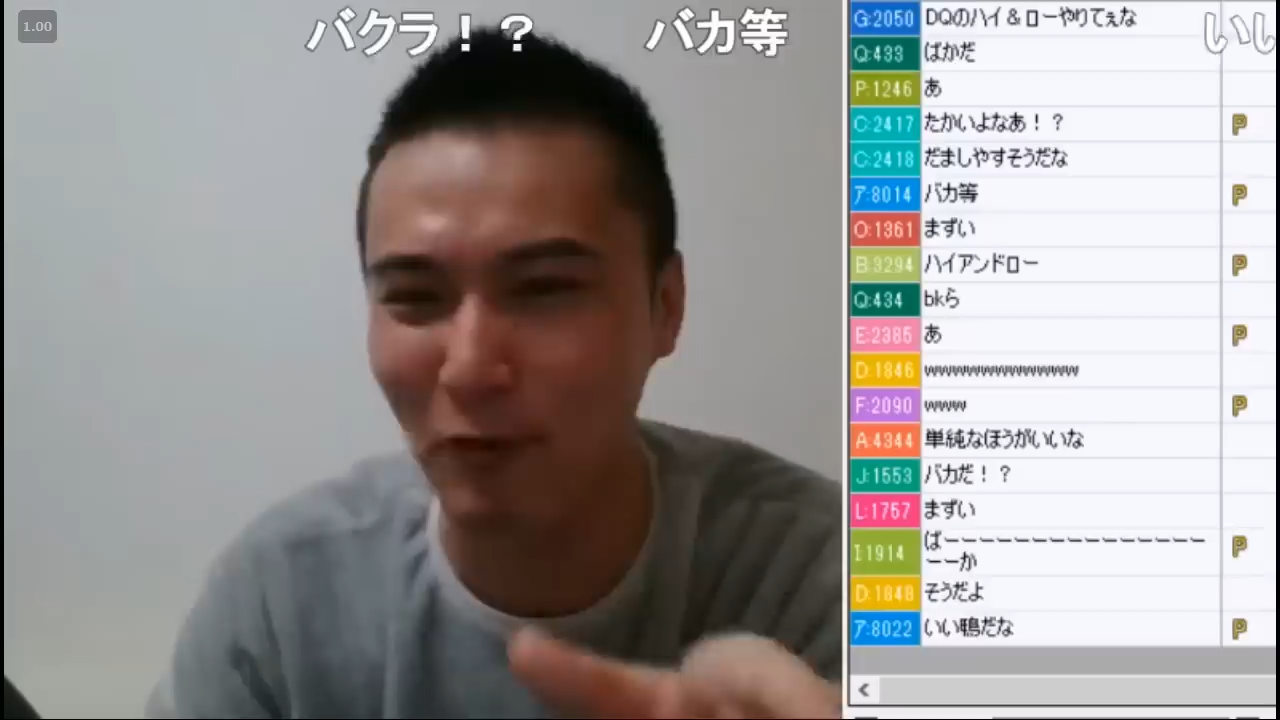 1.00
バクラ！？
バカ等
いい
G:2050 DQのハイ＆ローやりてぇな
Q:433 ばかだ
P:1246 あ
C:2417 たかいよなあ！？ P
C:2418 だましやすそうだな
ア:8014 バカ等 P
O:1361 まずい
B:3294 ハイアンドロー P
Q:434 bkら
E:2385 あ P
D:1846 wwwwwwwwwwwww
F:2090 www P
A:4344 単純なほうがいいな
J:1553 バカだ！？
L:1757 まずい
I:1914 ばーーーーーーーーーーーーーーー P
ーーか
D:1848 そうだよ
ア:8022 いい鴨だな P